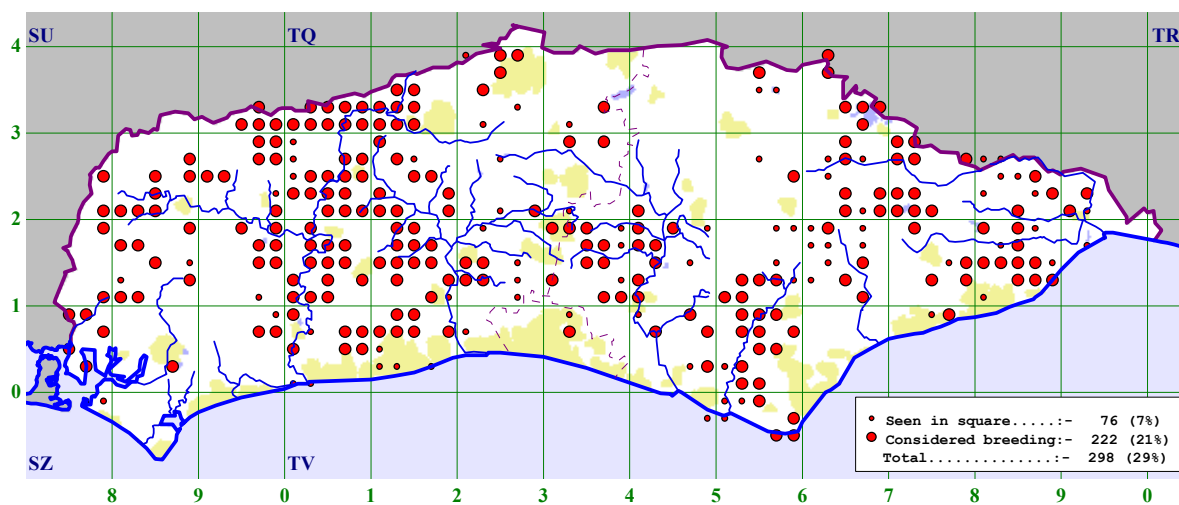 SU TQ TR
4
3
2
1
0
Seen in square.....:- 76 (7%)
Considered breeding:- 222 (21%)
Total..............:- 298 (29%)
SZ TV
8 9 0 1 2 3 4 5 6 7 8 9 0